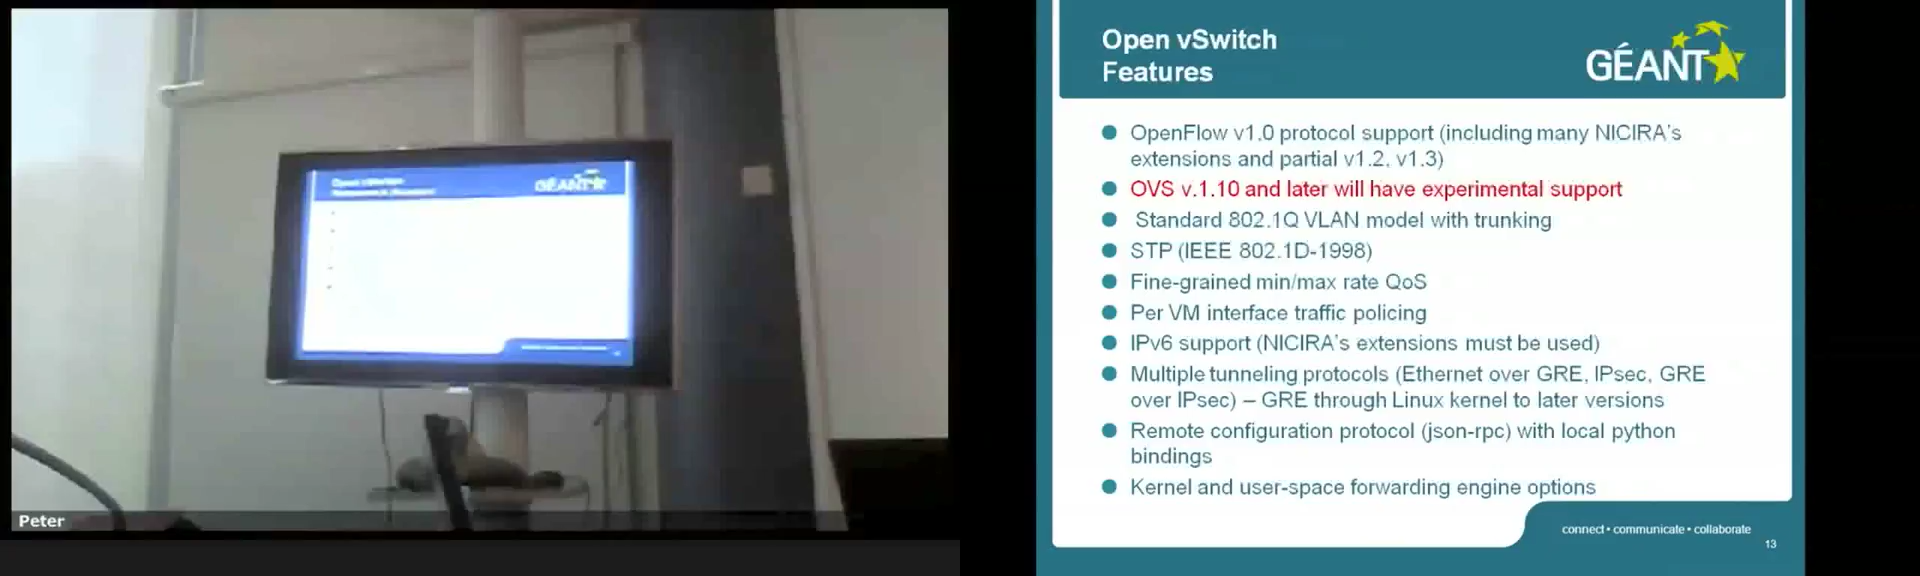 GÉANT
Peter
Open vSwitch
Features
GÉANT
OpenFlow v1.0 protocol support (including many NICIRA's
extensions and partial v1.2, v1.3)
OVS v.1.10 and later will have experimental support
Standard 802.1Q VLAN model with trunking
STP (IEEE 802.1D-1998)
Fine-grained min/max rate QoS
Per VM interface traffic policing
IPv6 support (NICIRA's extensions must be used)
Multiple tunneling protocols (Ethernet over GRE, IPsec, GRE
over IPsec) – GRE through Linux kernel to later versions
Remote configuration protocol (json-rpc) with local python
bindings
Kernel and user-space forwarding engine options
connect • communicate • collaborate
13